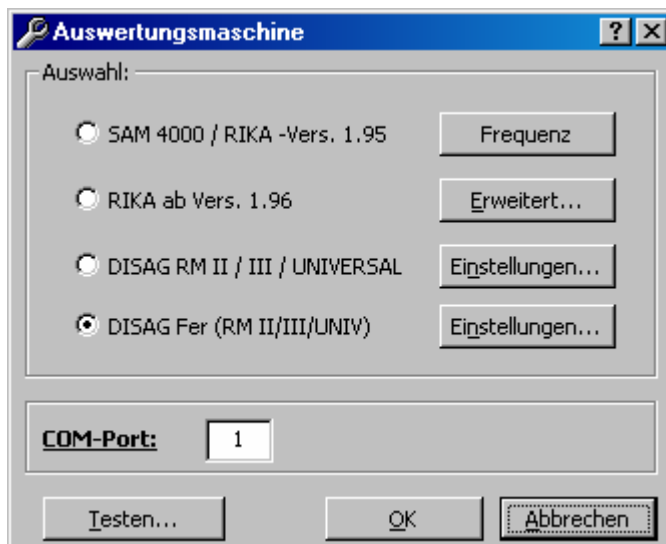 Auswertungsmaschine
Auswahl:
SAM 4000 / RIKA -Vers. 1.95 Frequenz
RIKA ab Vers. 1.96 Erweitert...
DISAG RM II / III / UNIVERSAL Einstellungen...
DISAG Fer (RM II/III/UNIV) Einstellungen...
COM-Port: 1
Testen... OK Abbrechen